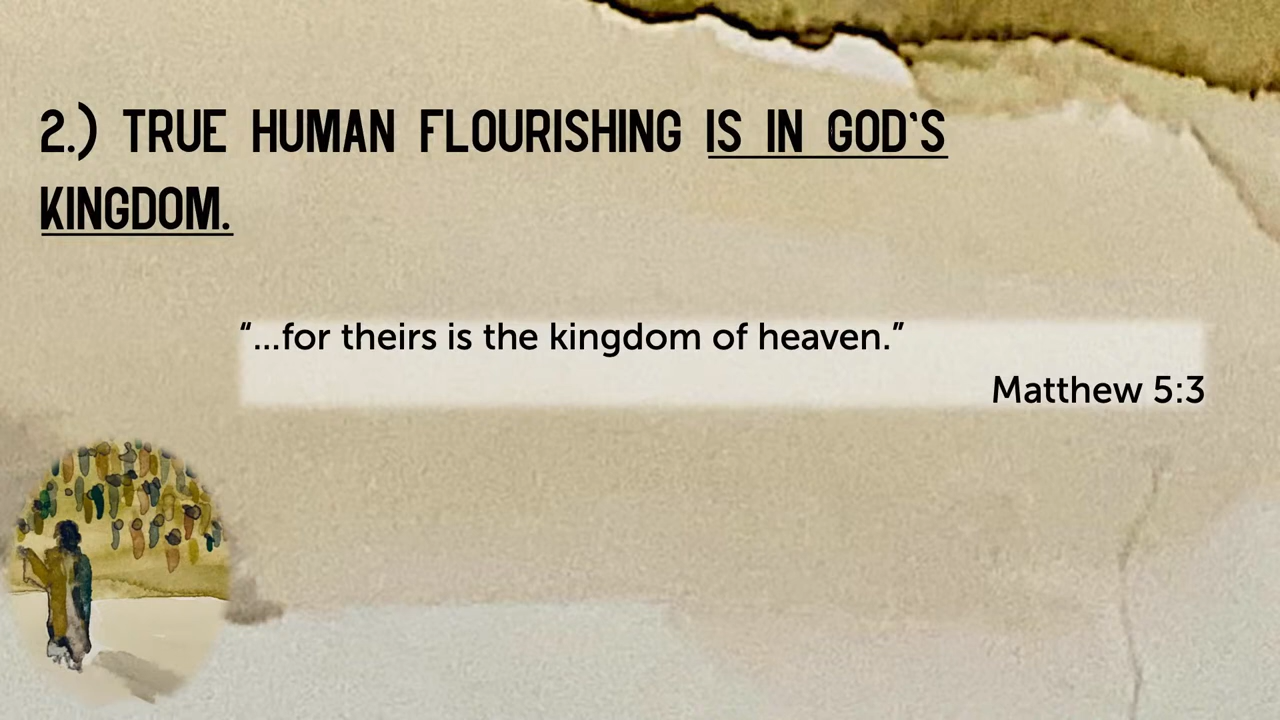 2.) TRUE HUMAN FLOURISHING IS IN GOD'S
KINGDOM.
“...for theirs is the kingdom of heaven.”
Matthew 5:3